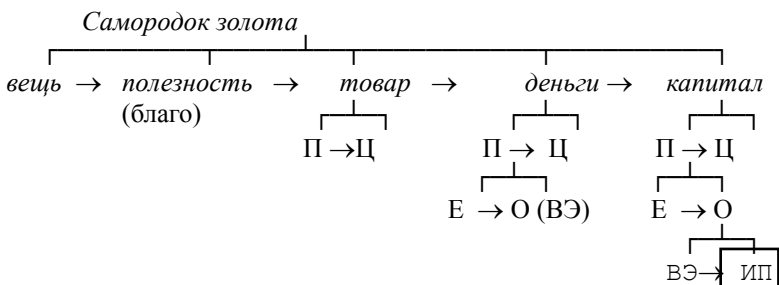 Самородок золота
вещь → полезность → товар → деньги → капитал
(благо)
П → Ц П → Ц П → Ц
Е → О (ВЭ) Е → О
ВЭ → ИП